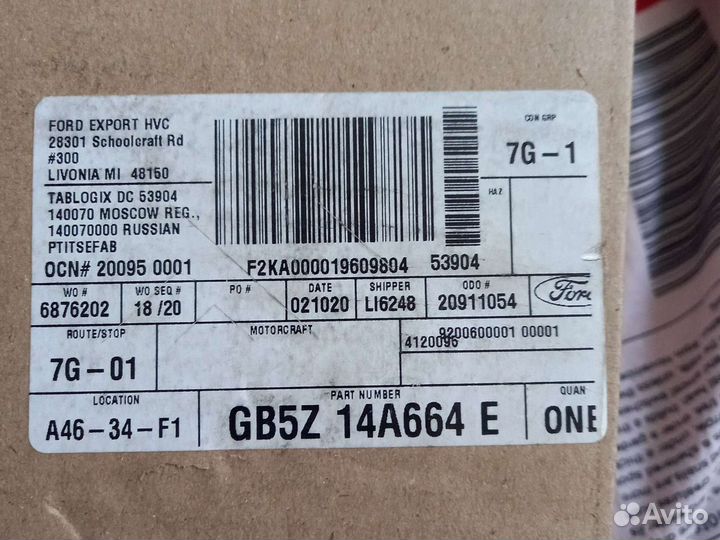 FORD EXPORT HVC
28301 Schoolcraft Rd
#300
LIVONIA MI 48150
TABLOGIX DC 53904
140070 MOSCOW REG.,
140070000 RUSSIAN
PTITSEFAB
OCN# 20095 0001
F2KA000019609804 53904
CON GRP
7G-1
HAZ
WO #
6876202
WO SEQ #
18 /20
PO #
DATE
021020
SHIPPER
LI6248
ODO #
20911054
Ford
ROUTE/STOP
7G-01
MOTORCRAFT
9200600001 00001
4120096
LOCATION
A46-34-F1
PART NUMBER
GB5Z 14A664 E
QUAN
ONE
Avito